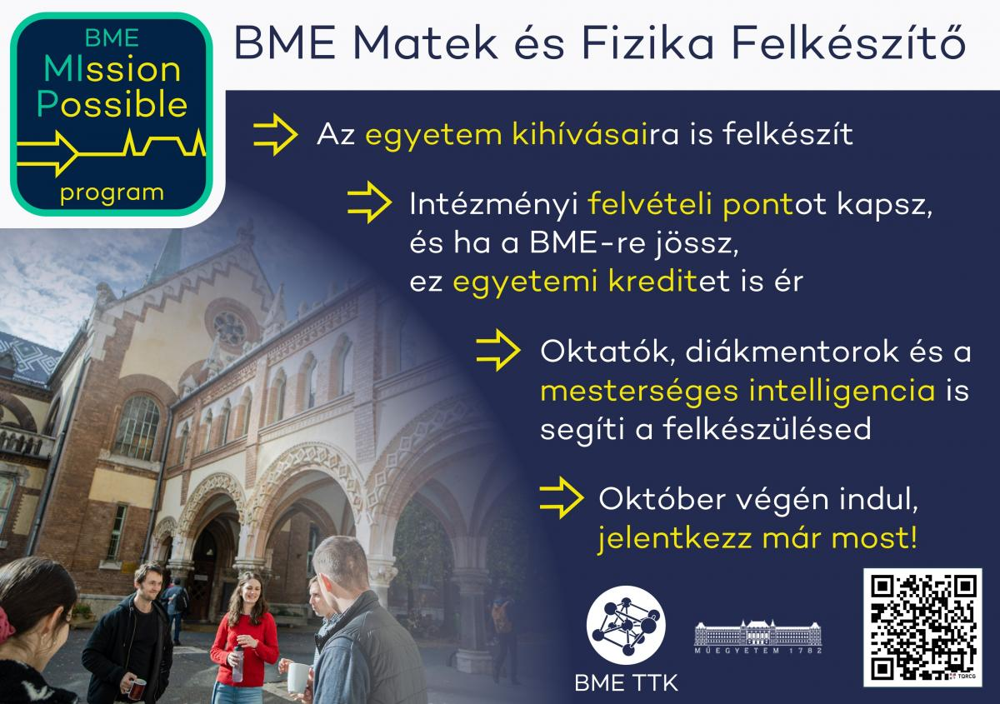 BME
MIssion
Possible
program
BME Matek és Fizika Felkészítő
Az egyetem kihívásaira is felkészít
Intézményi felvételi pontot kapsz,
és ha a BME-re jössz,
ez egyetemi kreditet is ér
Oktatók, diákmentorok és a
mesterséges intelligencia is
segíti a felkészülésed
Október végén indul,
jelentkezz már most!
BME TTK
MŰEGYETEM 1782
TQRCG